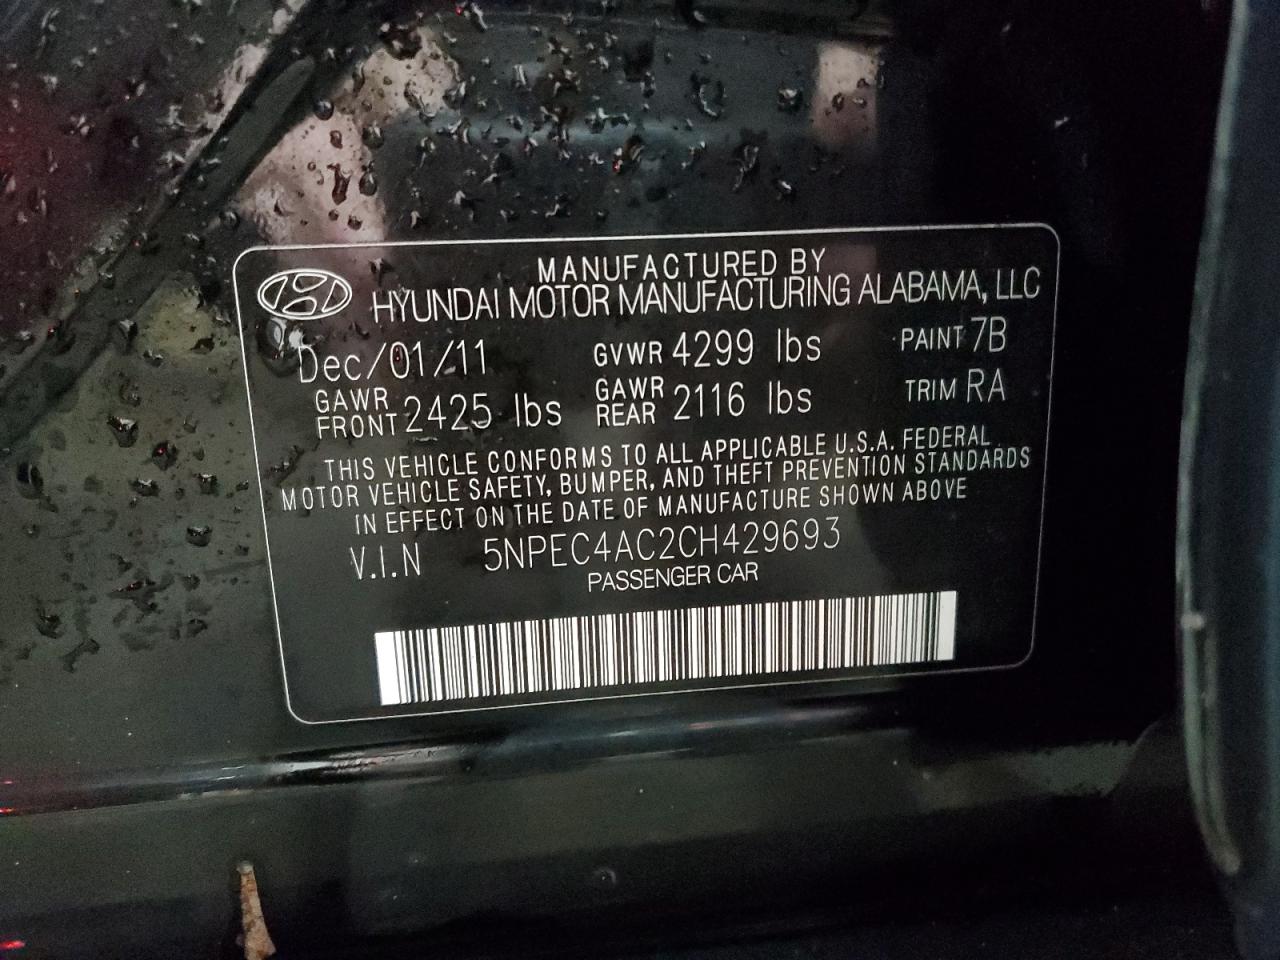 MANUFACTURED BY
HYUNDAI MOTOR MANUFACTURING ALABAMA, LLC
Dec/01/11 GVWR 4299 lbs PAINT 7B
GAWR FRONT 2425 lbs GAWR REAR 2116 lbs TRIM RA
THIS VEHICLE CONFORMS TO ALL APPLICABLE U.S.A. FEDERAL
MOTOR VEHICLE SAFETY, BUMPER, AND THEFT PREVENTION STANDARDS
IN EFFECT ON THE DATE OF MANUFACTURE SHOWN ABOVE
V.I.N 5NPEC4AC2CH429693
PASSENGER CAR